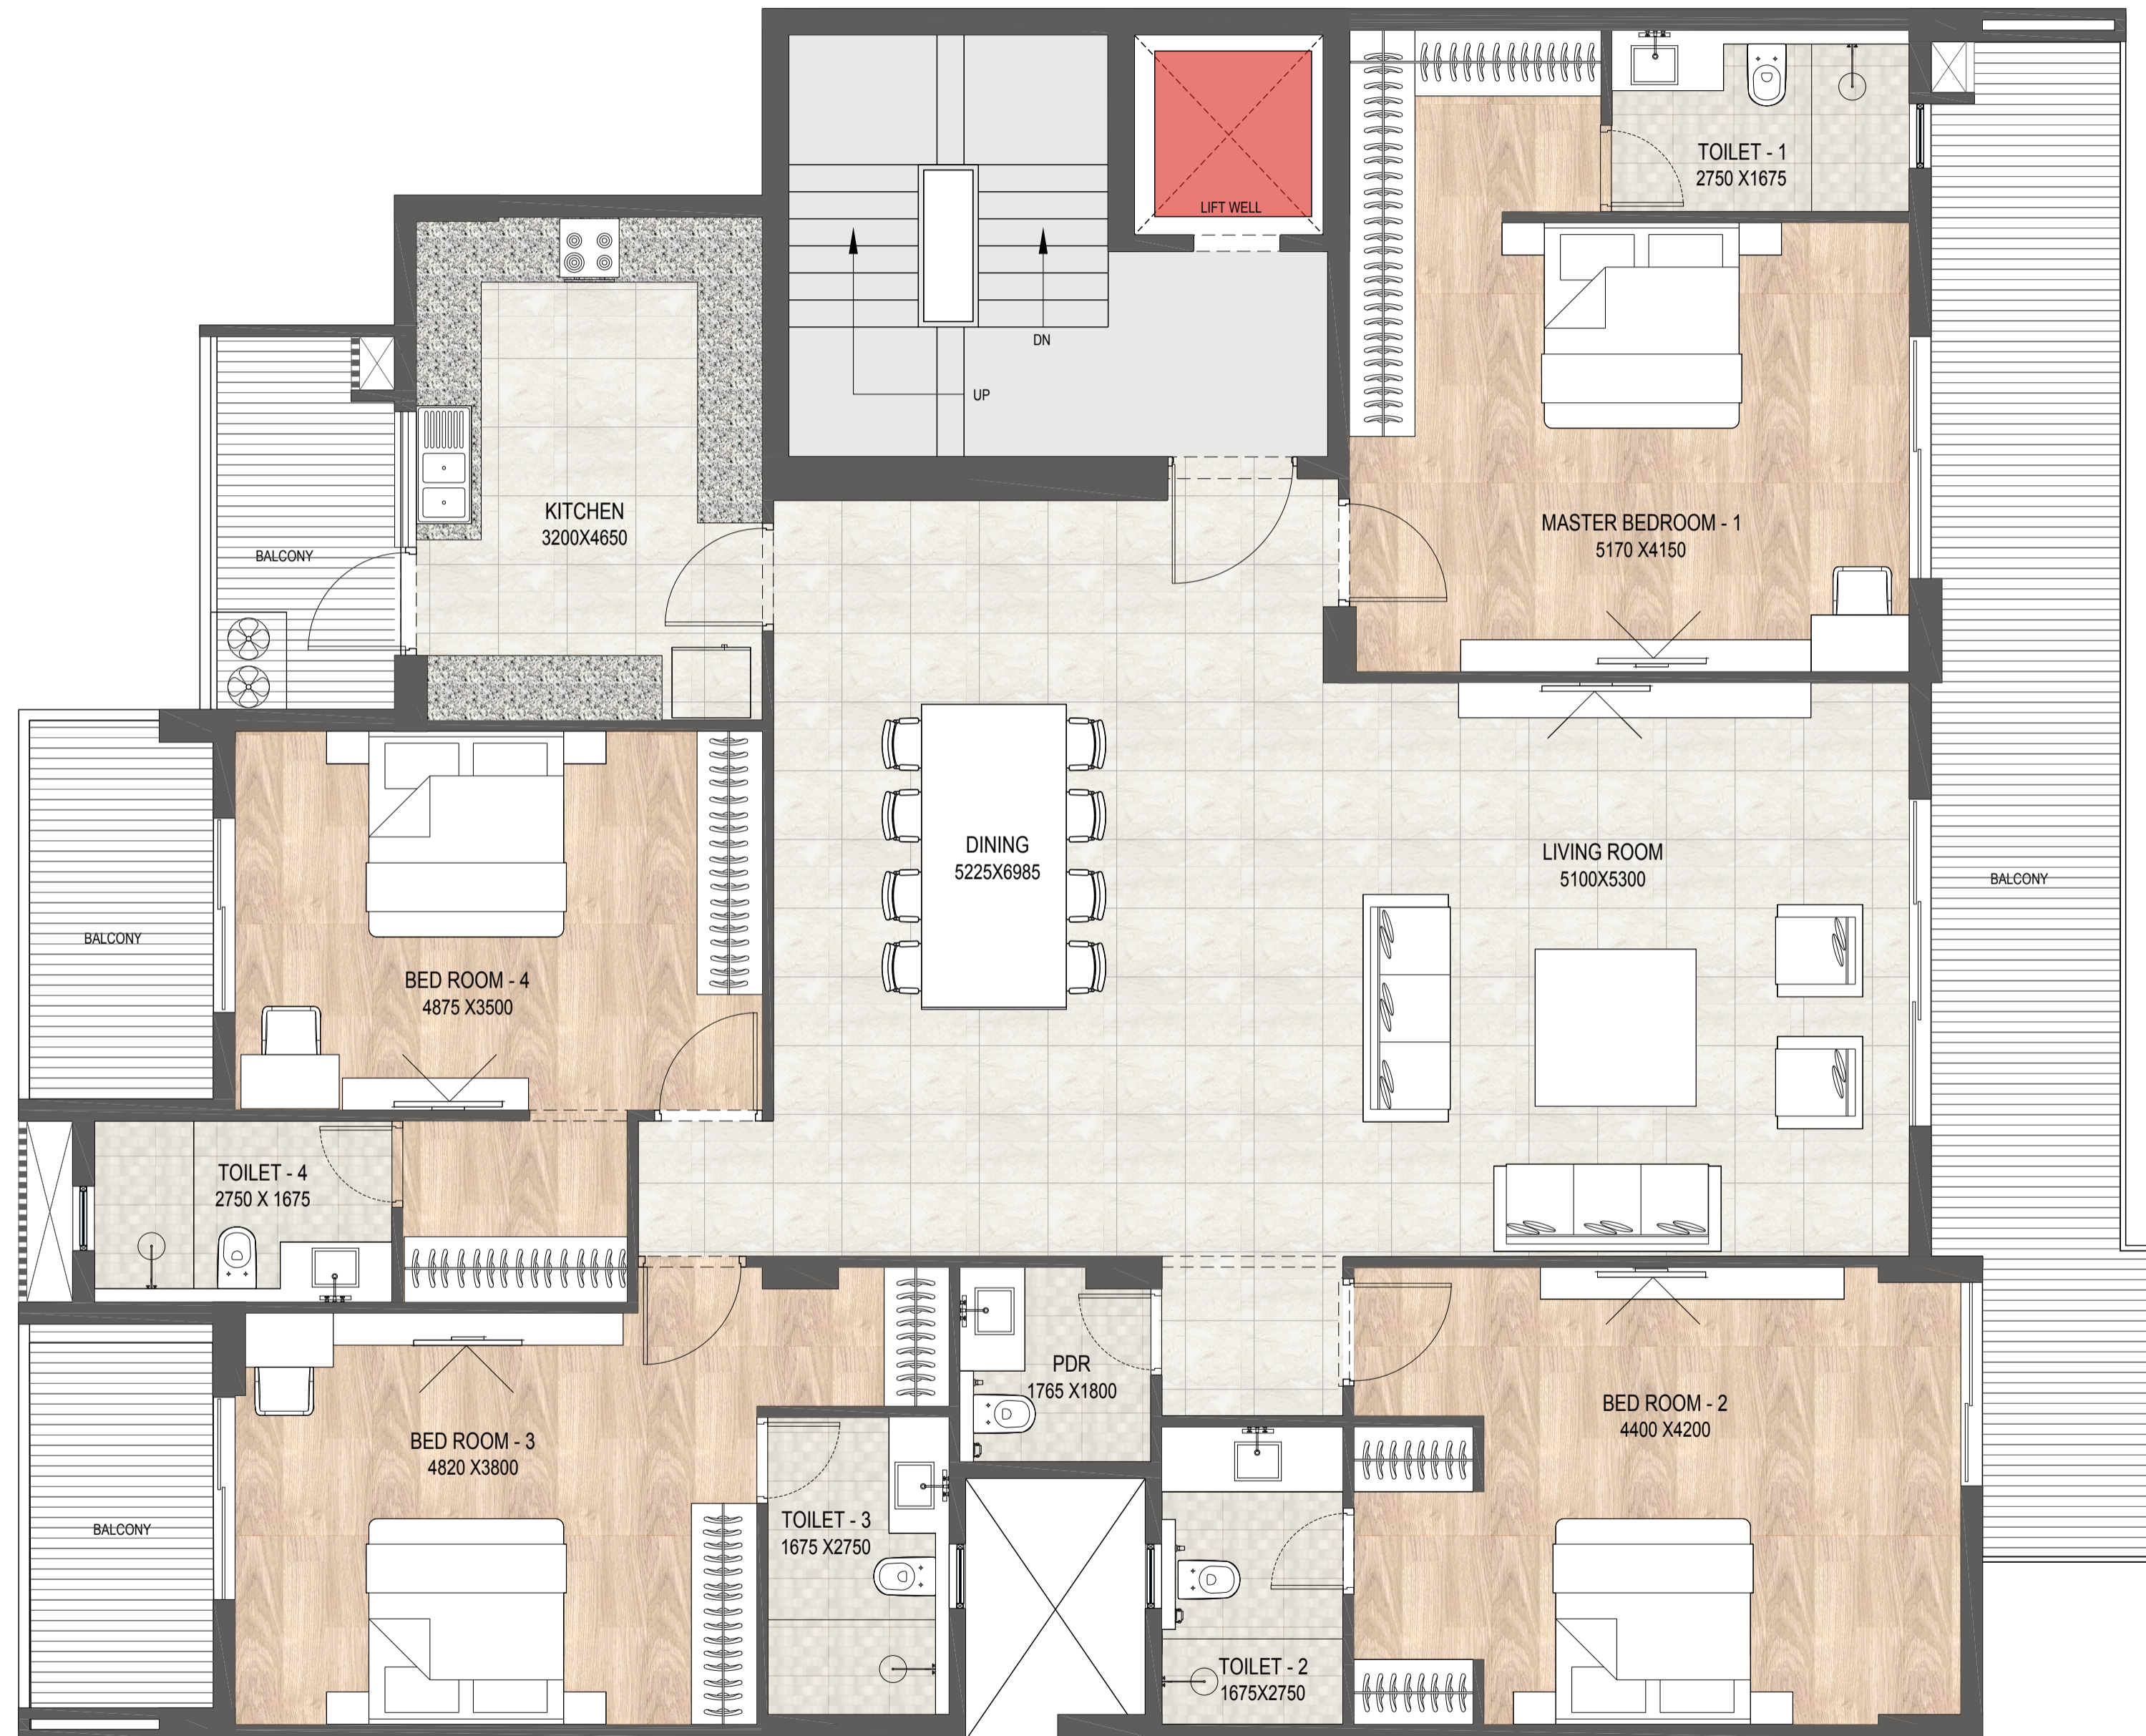 LIFT WELL
TOILET - 1
2750 X1675
DN
UP
KITCHEN
3200X4650
MASTER BEDROOM - 1
5170 X4150
BALCONY
DINING
5225X6985
LIVING ROOM
5100X5300
BALCONY
BALCONY
BED ROOM - 4
4875 X3500
TOILET - 4
2750 X 1675
PDR
1765 X1800
BED ROOM - 2
4400 X4200
BED ROOM - 3
4820 X3800
BALCONY
TOILET - 3
1675 X2750
TOILET - 2
1675X2750